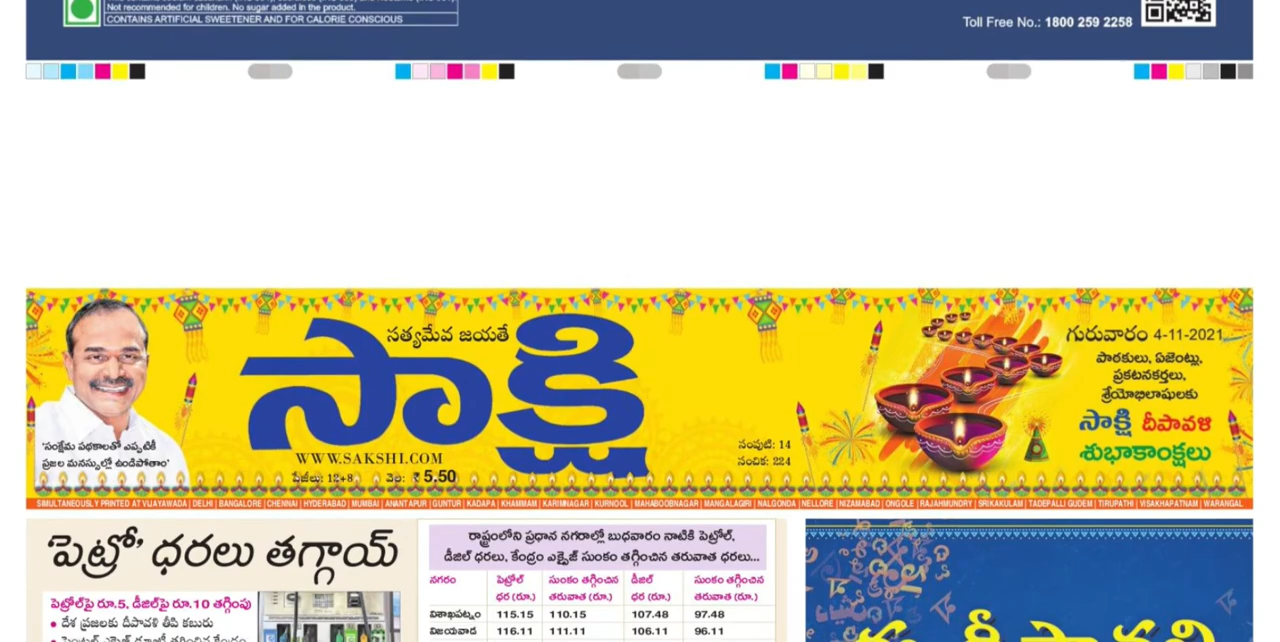 Not recommended for children. No sugar added in the product.
CONTAINS ARTIFICIAL SWEETENER AND FOR CALORIE CONSCIOUS
Toll Free No.: 1800 259 2258
సత్యమేవ జయతే
సాక్షి
WWW.SAKSHI.COM
పేజీలు: 12+8 వెల: ₹ 5.50
'సంక్షేమ పథకాలతో ఎప్పటికీ
ప్రజల మనస్సుల్లో ఉండిపోతాం'
సంపుటి: 14
సంచిక: 224
గురువారం 4-11-2021
పాఠకులు, ఏజెంట్లు,
ప్రకటనకర్తలు,
శ్రేయోభిలాషులకు
సాక్షి దీపావళి
శుభాకాంక్షలు
SIMULTANEOUSLY PRINTED AT VIJAYAWADA | DELHI | BANGALORE | CHENNAI | HYDERABAD | MUMBAI | ANANTAPUR | GUNTUR | KADAPA | KHAMMAM | KARIMNAGAR | KURNOOL | MAHABOOBNAGAR | MANGALAGIRI | NALGONDA | NELLORE | NIZAMABAD | ONGOLE | RAJAHMUNDRY | SRIKAKULAM | TADEPALLI GUDEM | TIRUPATHI | VISAKHAPATNAM | WARANGAL
'పెట్రో' ధరలు తగ్గాయ్
పెట్రోల్‌పై రూ.5, డీజిల్‌పై రూ.10 తగ్గింపు
• దేశ ప్రజలకు దీపావళి తీపి కబురు
రాష్ట్రంలోని ప్రధాన నగరాల్లో బుధవారం నాటికి పెట్రోల్,
డీజిల్ ధరలు, కేంద్రం ఎక్సైజ్ సుంకం తగ్గించిన తరువాత ధరలు...
నగరం పెట్రోల్ సుంకం తగ్గించిన డీజిల్ సుంకం తగ్గించిన
ధర (రూ.) తరువాత (రూ.) ధర (రూ.) తరువాత (రూ.)
విశాఖపట్నం 115.15 110.15 107.48 97.48
విజయవాడ 116.11 111.11 106.11 96.11